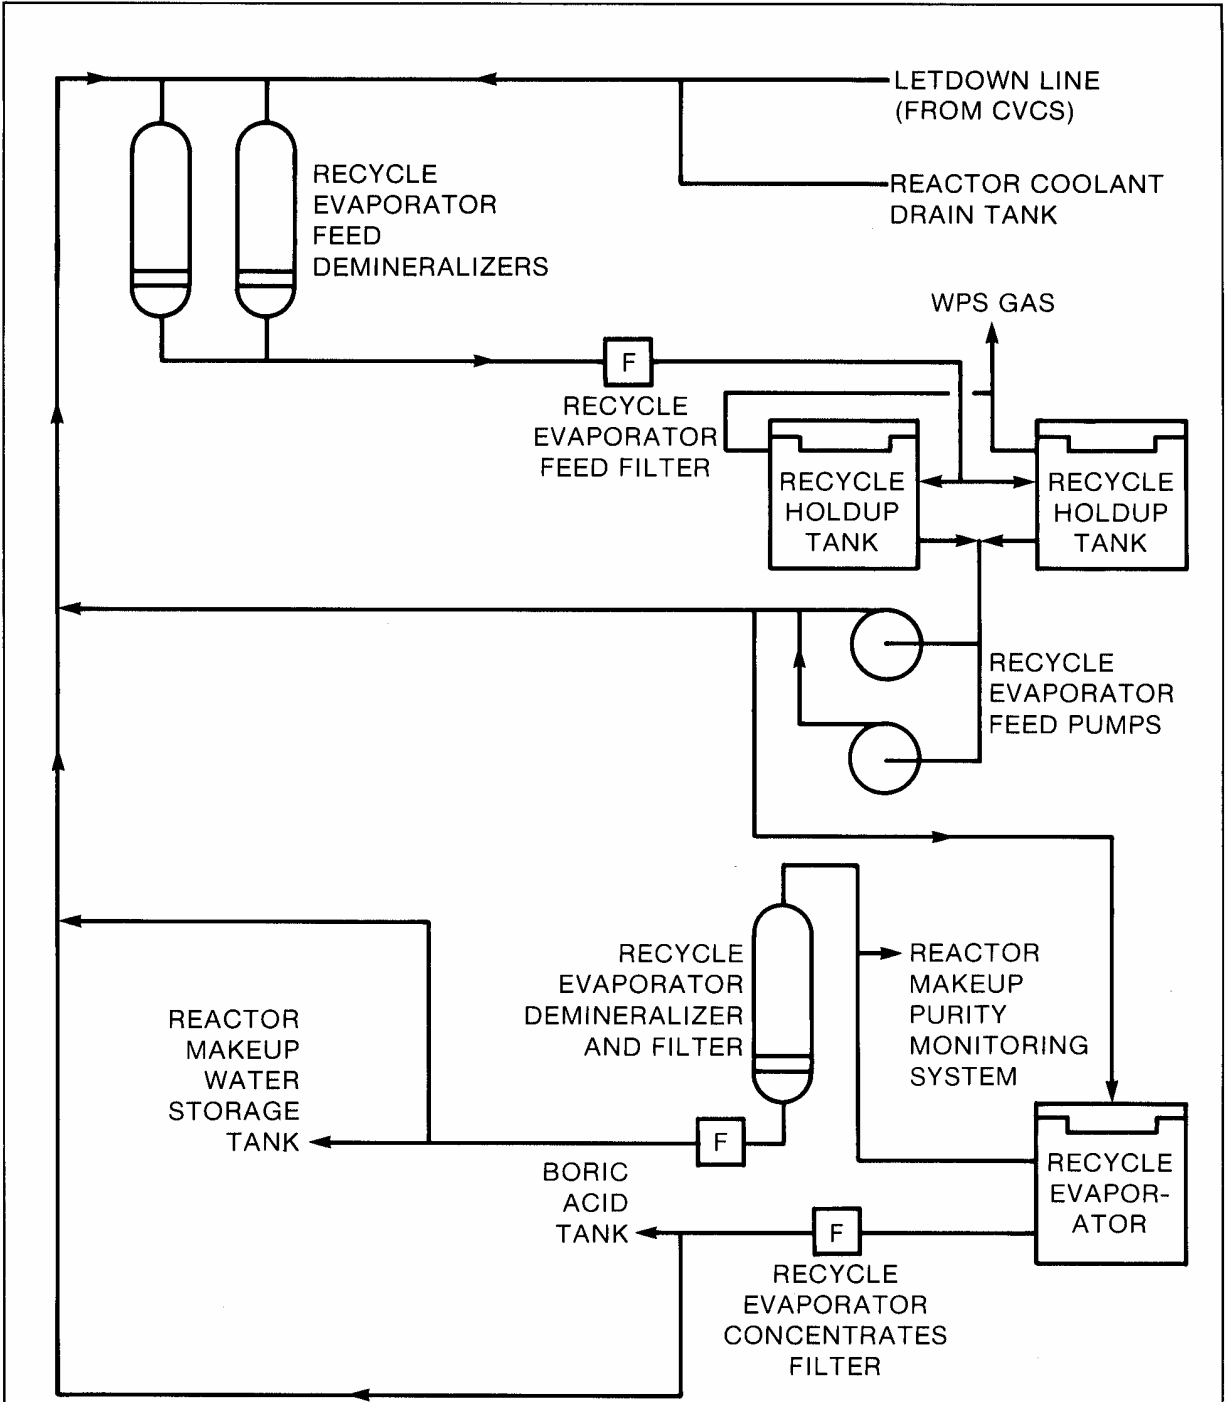 LETDOWN LINE
(FROM CVCS)
RECYCLE
EVAPORATOR
FEED
DEMINERALIZERS
REACTOR COOLANT
DRAIN TANK
WPS GAS
F
RECYCLE
EVAPORATOR
FEED FILTER
RECYCLE
HOLDUP
TANK
RECYCLE
HOLDUP
TANK
RECYCLE
EVAPORATOR
FEED PUMPS
RECYCLE
EVAPORATOR
DEMINERALIZER
AND FILTER
REACTOR
MAKEUP
PURITY
MONITORING
SYSTEM
REACTOR
MAKEUP
WATER
STORAGE
TANK
F
BORIC
ACID
TANK
RECYCLE
EVAPOR-
ATOR
F
RECYCLE
EVAPORATOR
CONCENTRATES
FILTER